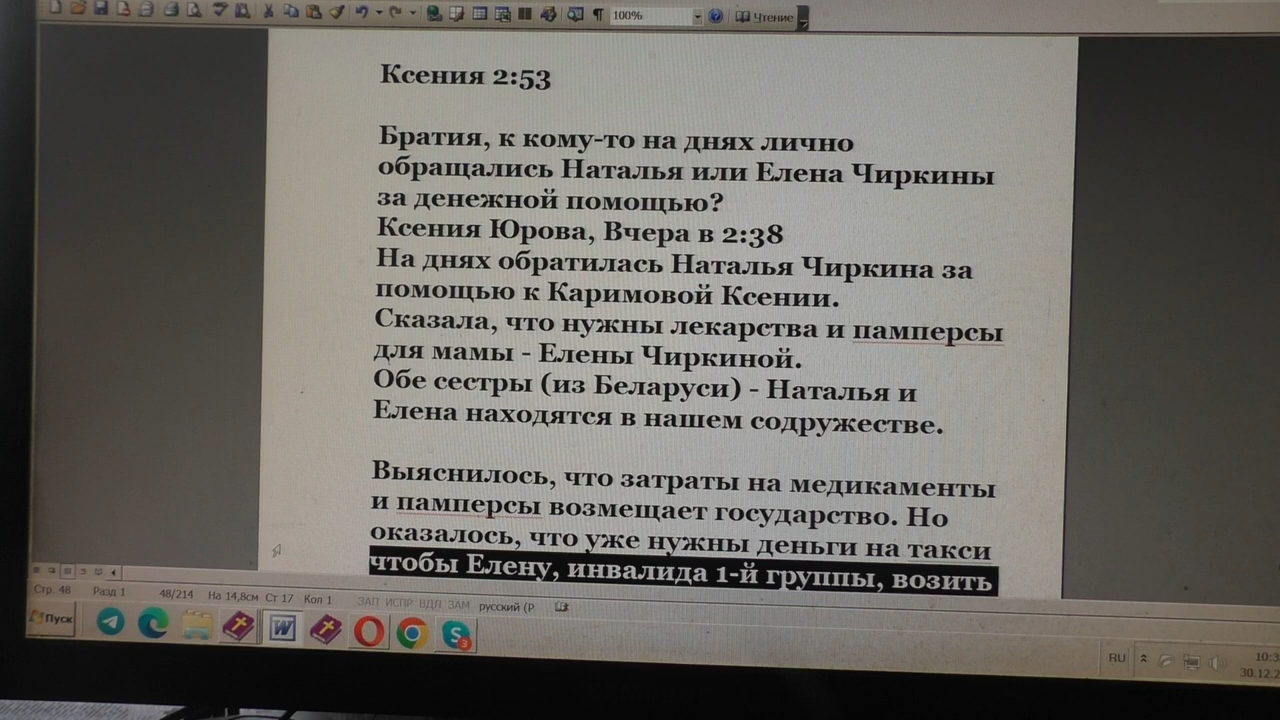 100%
Чтение
Ксения 2:53
Братия, к кому-то на днях лично
обращались Наталья или Елена Чиркины
за денежной помощью?
Ксения Юрова, Вчера в 2:38
На днях обратилась Наталья Чиркина за
помощью к Каримовой Ксении.
Сказала, что нужны лекарства и памперсы
для мамы - Елены Чиркиной.
Обе сестры (из Беларуси) - Наталья и
Елена находятся в нашем содружестве.
Выяснилось, что затраты на медикаменты
и памперсы возмещает государство. Но
оказалось, что уже нужны деньги на такси
чтобы Елену, инвалида 1-й группы, возить
Стр. 48 Разд 1 48/214 На 14,8см Ст 17 Кол 1 ЗАП ИСПР ВДЛ ЗАМ русский (Р
Пуск
RU
10:3
30.12.2